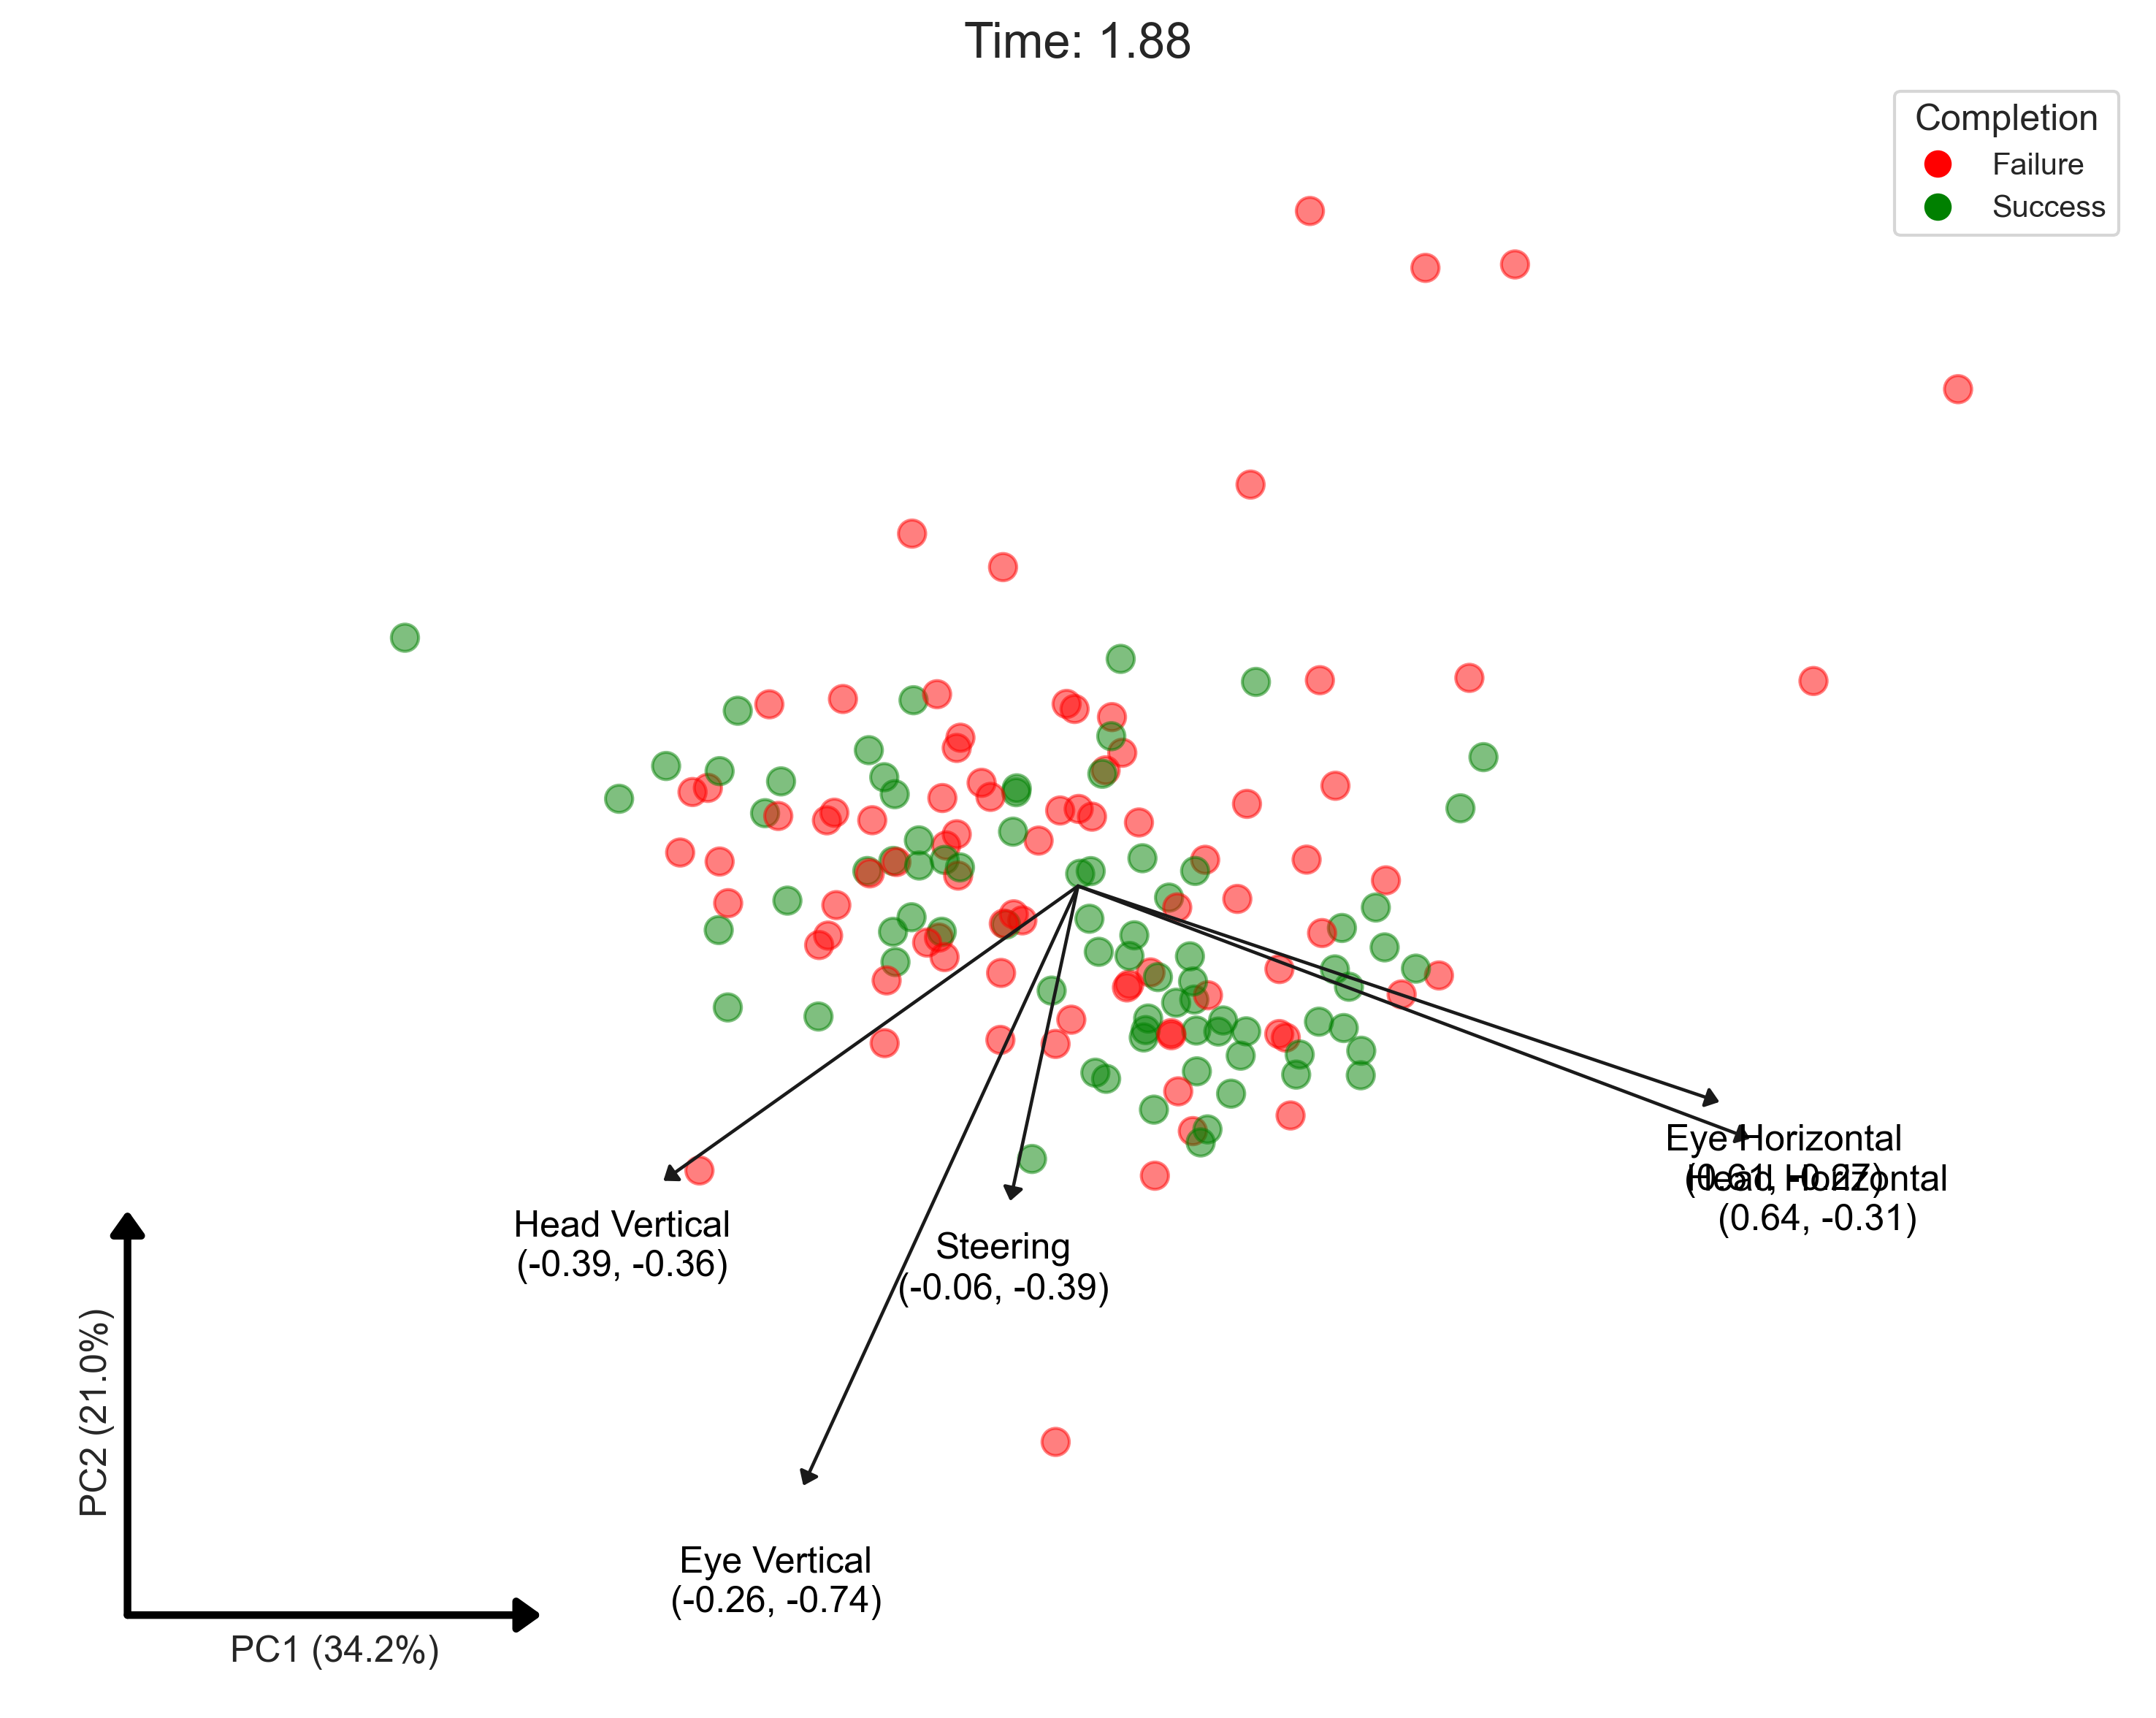 Time: 1.88
Completion
Failure
Success
Eye Horizontal
(0.61, -0.27)
Head Horizontal
(0.64, -0.31)
Head Vertical
(-0.39, -0.36)
Steering
(-0.06, -0.39)
Eye Vertical
(-0.26, -0.74)
PC2 (21.0%)
PC1 (34.2%)